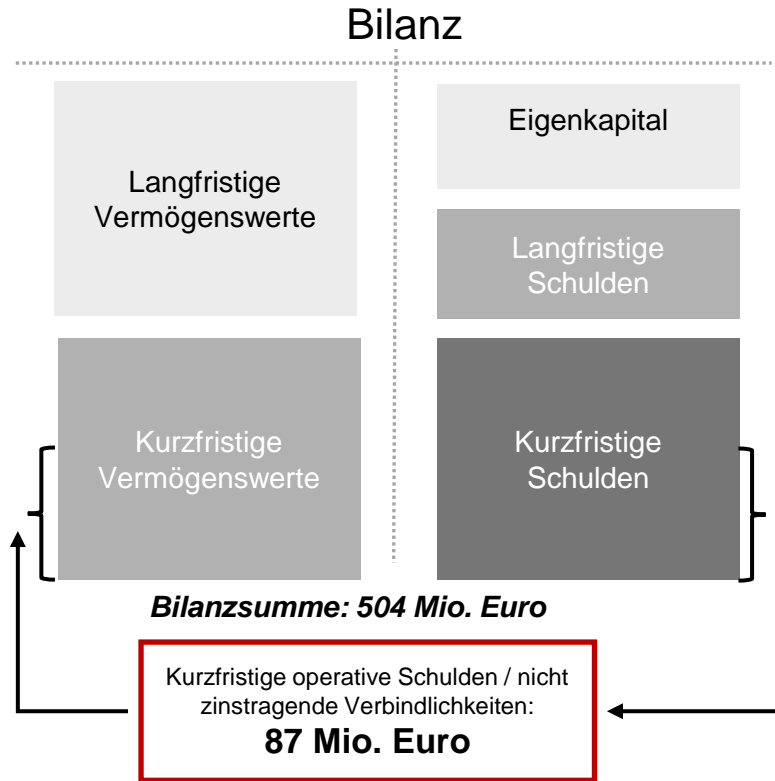 Bilanz
Langfristige
Vermögenswerte
Kurzfristige
Vermögenswerte
Eigenkapital
Langfristige
Schulden
Kurzfristige
Schulden
Bilanzsumme: 504 Mio. Euro
Kurzfristige operative Schulden / nicht
zinstragende Verbindlichkeiten:
87 Mio. Euro